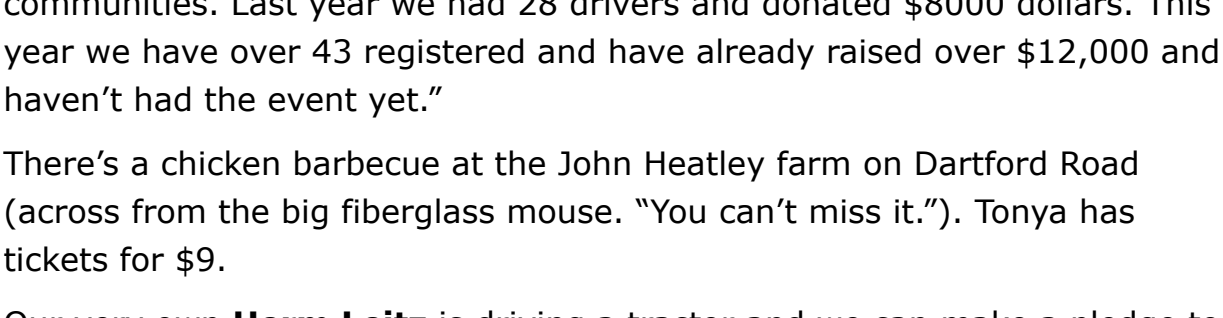 communities. Last year we had 28 drivers and donated $8000 dollars. This
year we have over 43 registered and have already raised over $12,000 and
haven’t had the event yet.”
There’s a chicken barbecue at the John Heatley farm on Dartford Road
(across from the big fiberglass mouse. “You can’t miss it.”). Tonya has
tickets for $9.
Our very own is driving a tractor and we can make a pledge to